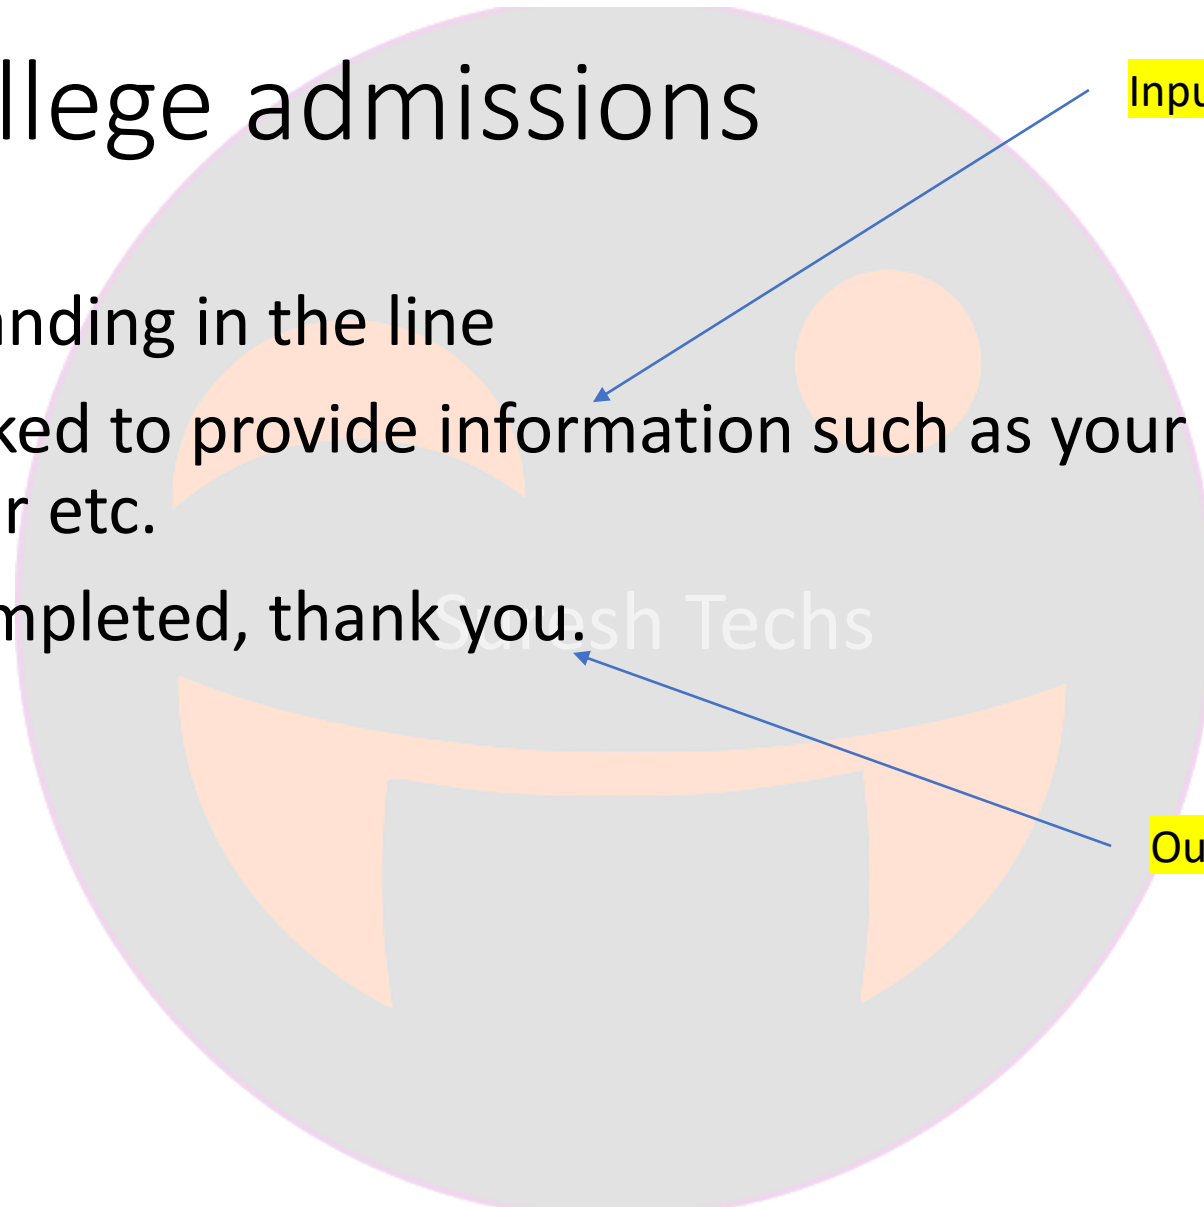 llege admissions
Inpu
anding in the line
ked to provide information such as your
r etc.
mpleted, thank you.
Suresh Techs
Ou